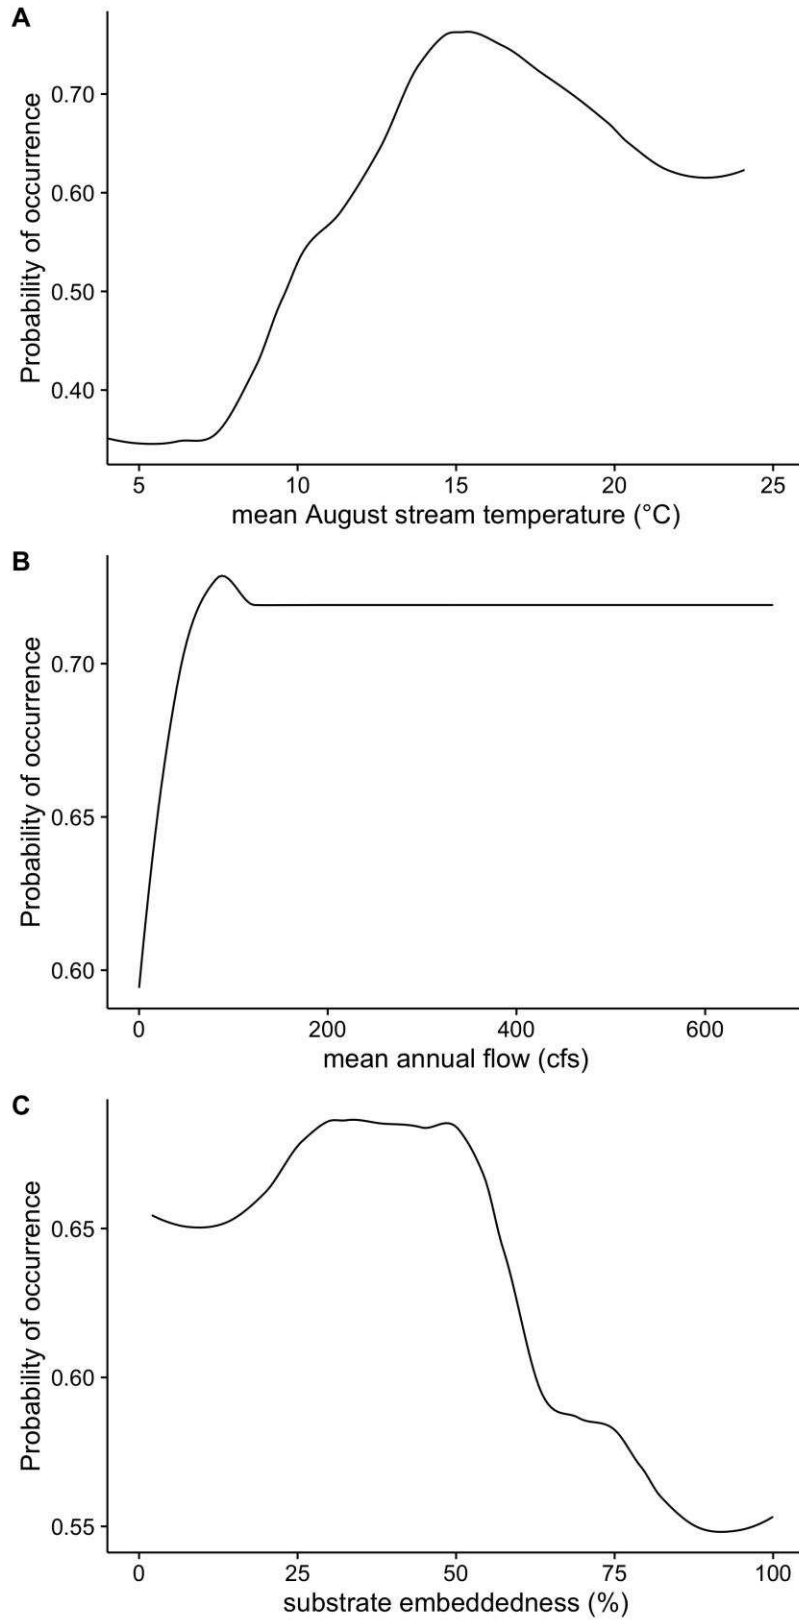 A
Probability of occurrence
0.70
0.60
0.50
0.40
5 10 15 20 25
mean August stream temperature (°C)
B
Probability of occurrence
0.70
0.65
0.60
0 200 400 600
mean annual flow (cfs)
C
Probability of occurrence
0.65
0.60
0.55
0 25 50 75 100
substrate embeddedness (%)